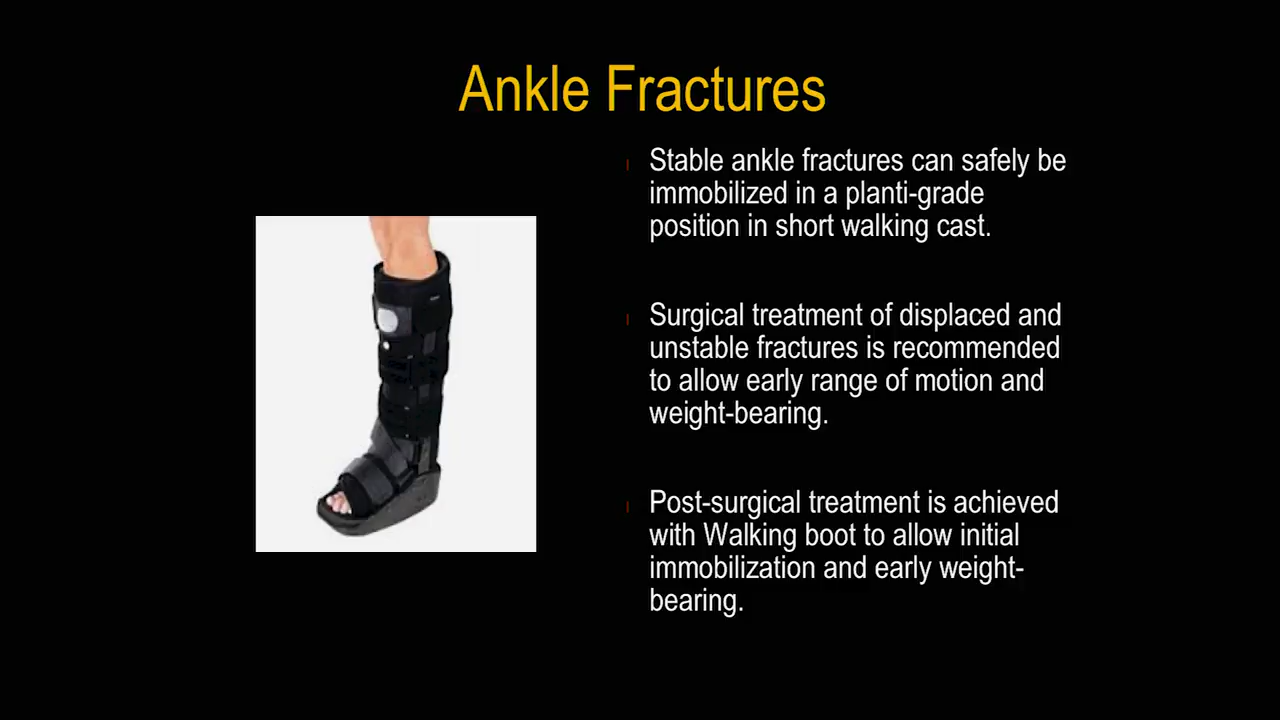 Ankle Fractures
Stable ankle fractures can safely be
immobilized in a planti-grade
position in short walking cast.
Surgical treatment of displaced and
unstable fractures is recommended
to allow early range of motion and
weight-bearing.
Post-surgical treatment is achieved
with Walking boot to allow initial
immobilization and early weight-
bearing.